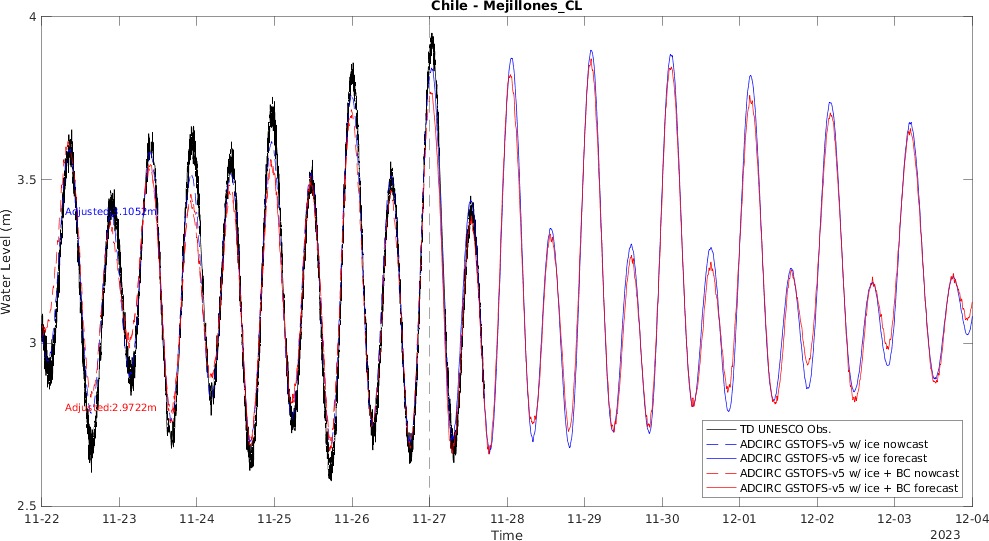 Chile - Mejillones_CL
4
3.5
3
2.5
Water Level (m)
Adjusted:3.1052m
Adjusted:2.9722m
TD UNESCO Obs.
ADCIRC GSTOFS-v5 w/ ice nowcast
ADCIRC GSTOFS-v5 w/ ice forecast
ADCIRC GSTOFS-v5 w/ ice + BC nowcast
ADCIRC GSTOFS-v5 w/ ice + BC forecast
11-22 11-23 11-24 11-25 11-26 11-27 11-28 11-29 11-30 12-01 12-02 12-03 12-04
Time
2023